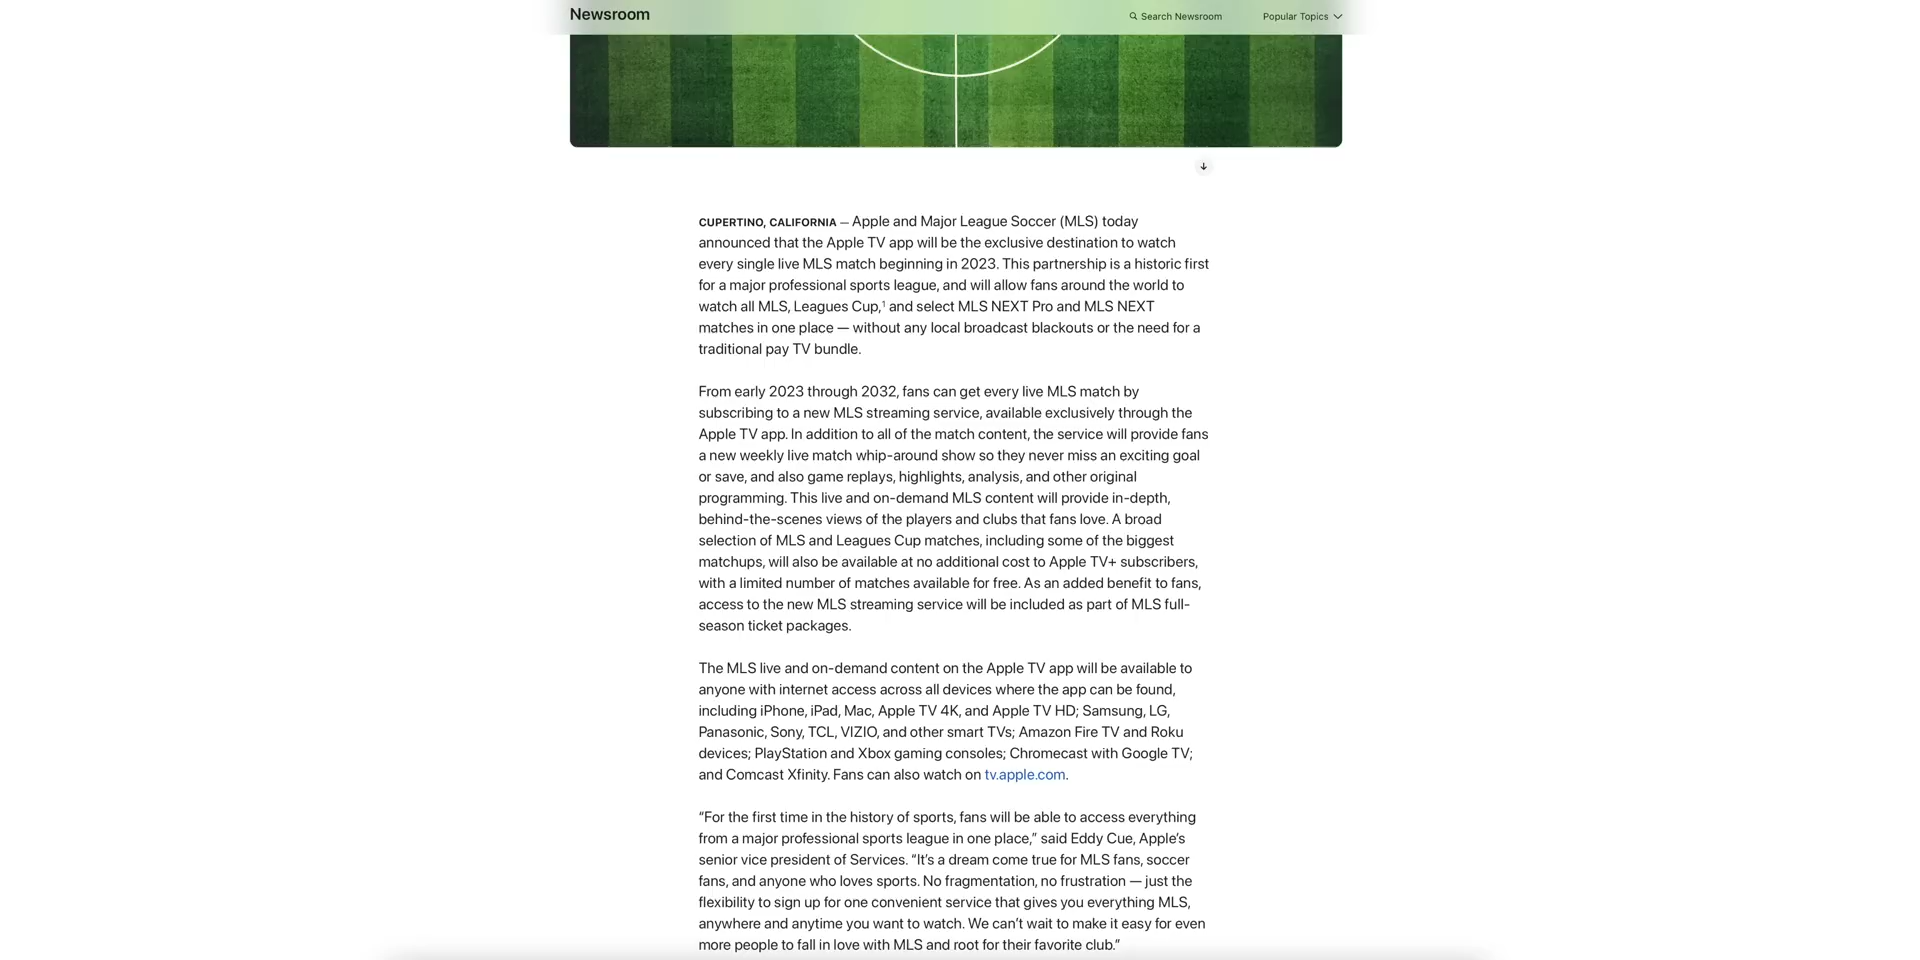 Newsroom
Search Newsroom
Popular Topics
CUPERTINO, CALIFORNIA — Apple and Major League Soccer (MLS) today
announced that the Apple TV app will be the exclusive destination to watch
every single live MLS match beginning in 2023. This partnership is a historic first
for a major professional sports league, and will allow fans around the world to
watch all MLS, Leagues Cup,¹ and select MLS NEXT Pro and MLS NEXT
matches in one place — without any local broadcast blackouts or the need for a
traditional pay TV bundle.
From early 2023 through 2032, fans can get every live MLS match by
subscribing to a new MLS streaming service, available exclusively through the
Apple TV app. In addition to all of the match content, the service will provide fans
a new weekly live match whip-around show so they never miss an exciting goal
or save, and also game replays, highlights, analysis, and other original
programming. This live and on-demand MLS content will provide in-depth,
behind-the-scenes views of the players and clubs that fans love. A broad
selection of MLS and Leagues Cup matches, including some of the biggest
matchups, will also be available at no additional cost to Apple TV+ subscribers,
with a limited number of matches available for free. As an added benefit to fans,
access to the new MLS streaming service will be included as part of MLS full-
season ticket packages.
The MLS live and on-demand content on the Apple TV app will be available to
anyone with internet access across all devices where the app can be found,
including iPhone, iPad, Mac, Apple TV 4K, and Apple TV HD; Samsung, LG,
Panasonic, Sony, TCL, VIZIO, and other smart TVs; Amazon Fire TV and Roku
devices; PlayStation and Xbox gaming consoles; Chromecast with Google TV;
and Comcast Xfinity. Fans can also watch on tv.apple.com.
“For the first time in the history of sports, fans will be able to access everything
from a major professional sports league in one place,” said Eddy Cue, Apple’s
senior vice president of Services. “It’s a dream come true for MLS fans, soccer
fans, and anyone who loves sports. No fragmentation, no frustration — just the
flexibility to sign up for one convenient service that gives you everything MLS,
anywhere and anytime you want to watch. We can’t wait to make it easy for even
more people to fall in love with MLS and root for their favorite club.”